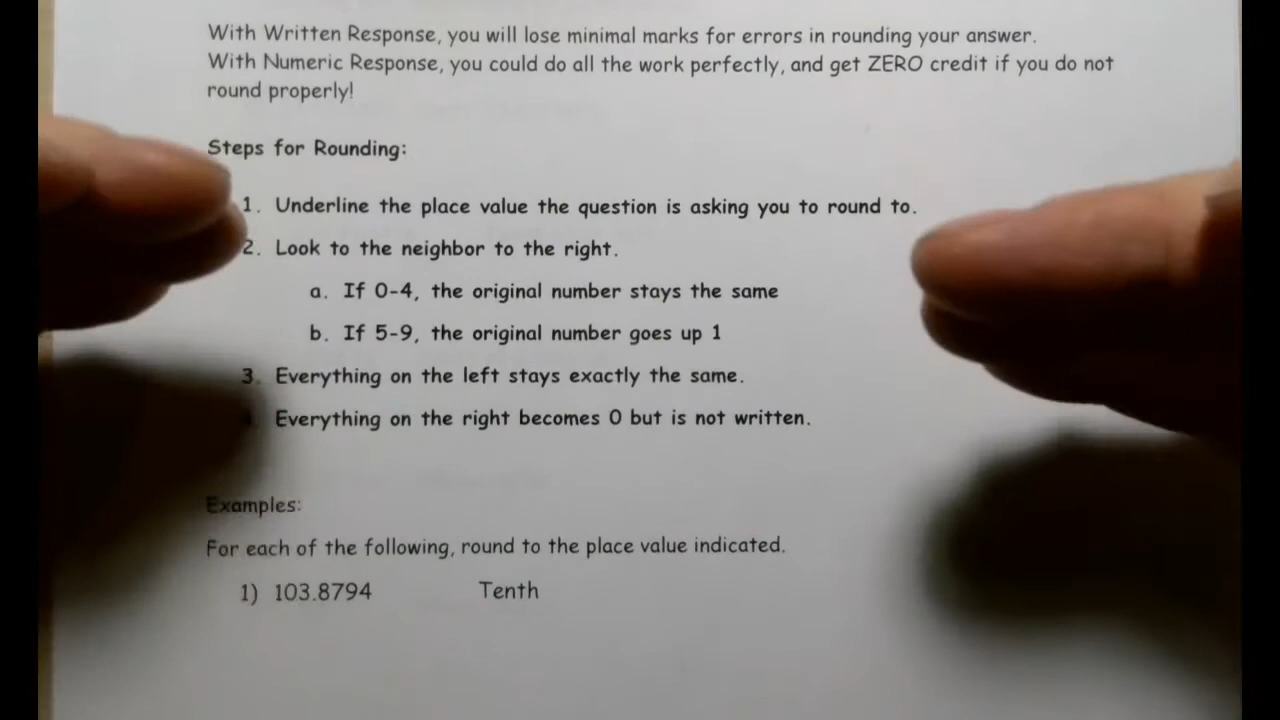 With Written Response, you will lose minimal marks for errors in rounding your answer.
With Numeric Response, you could do all the work perfectly, and get ZERO credit if you do not
round properly!
Steps for Rounding:
1. Underline the place value the question is asking you to round to.
2. Look to the neighbor to the right.
a. If 0-4, the original number stays the same
b. If 5-9, the original number goes up 1
3. Everything on the left stays exactly the same.
Everything on the right becomes 0 but is not written.
Examples:
For each of the following, round to the place value indicated.
1) 103.8794 Tenth